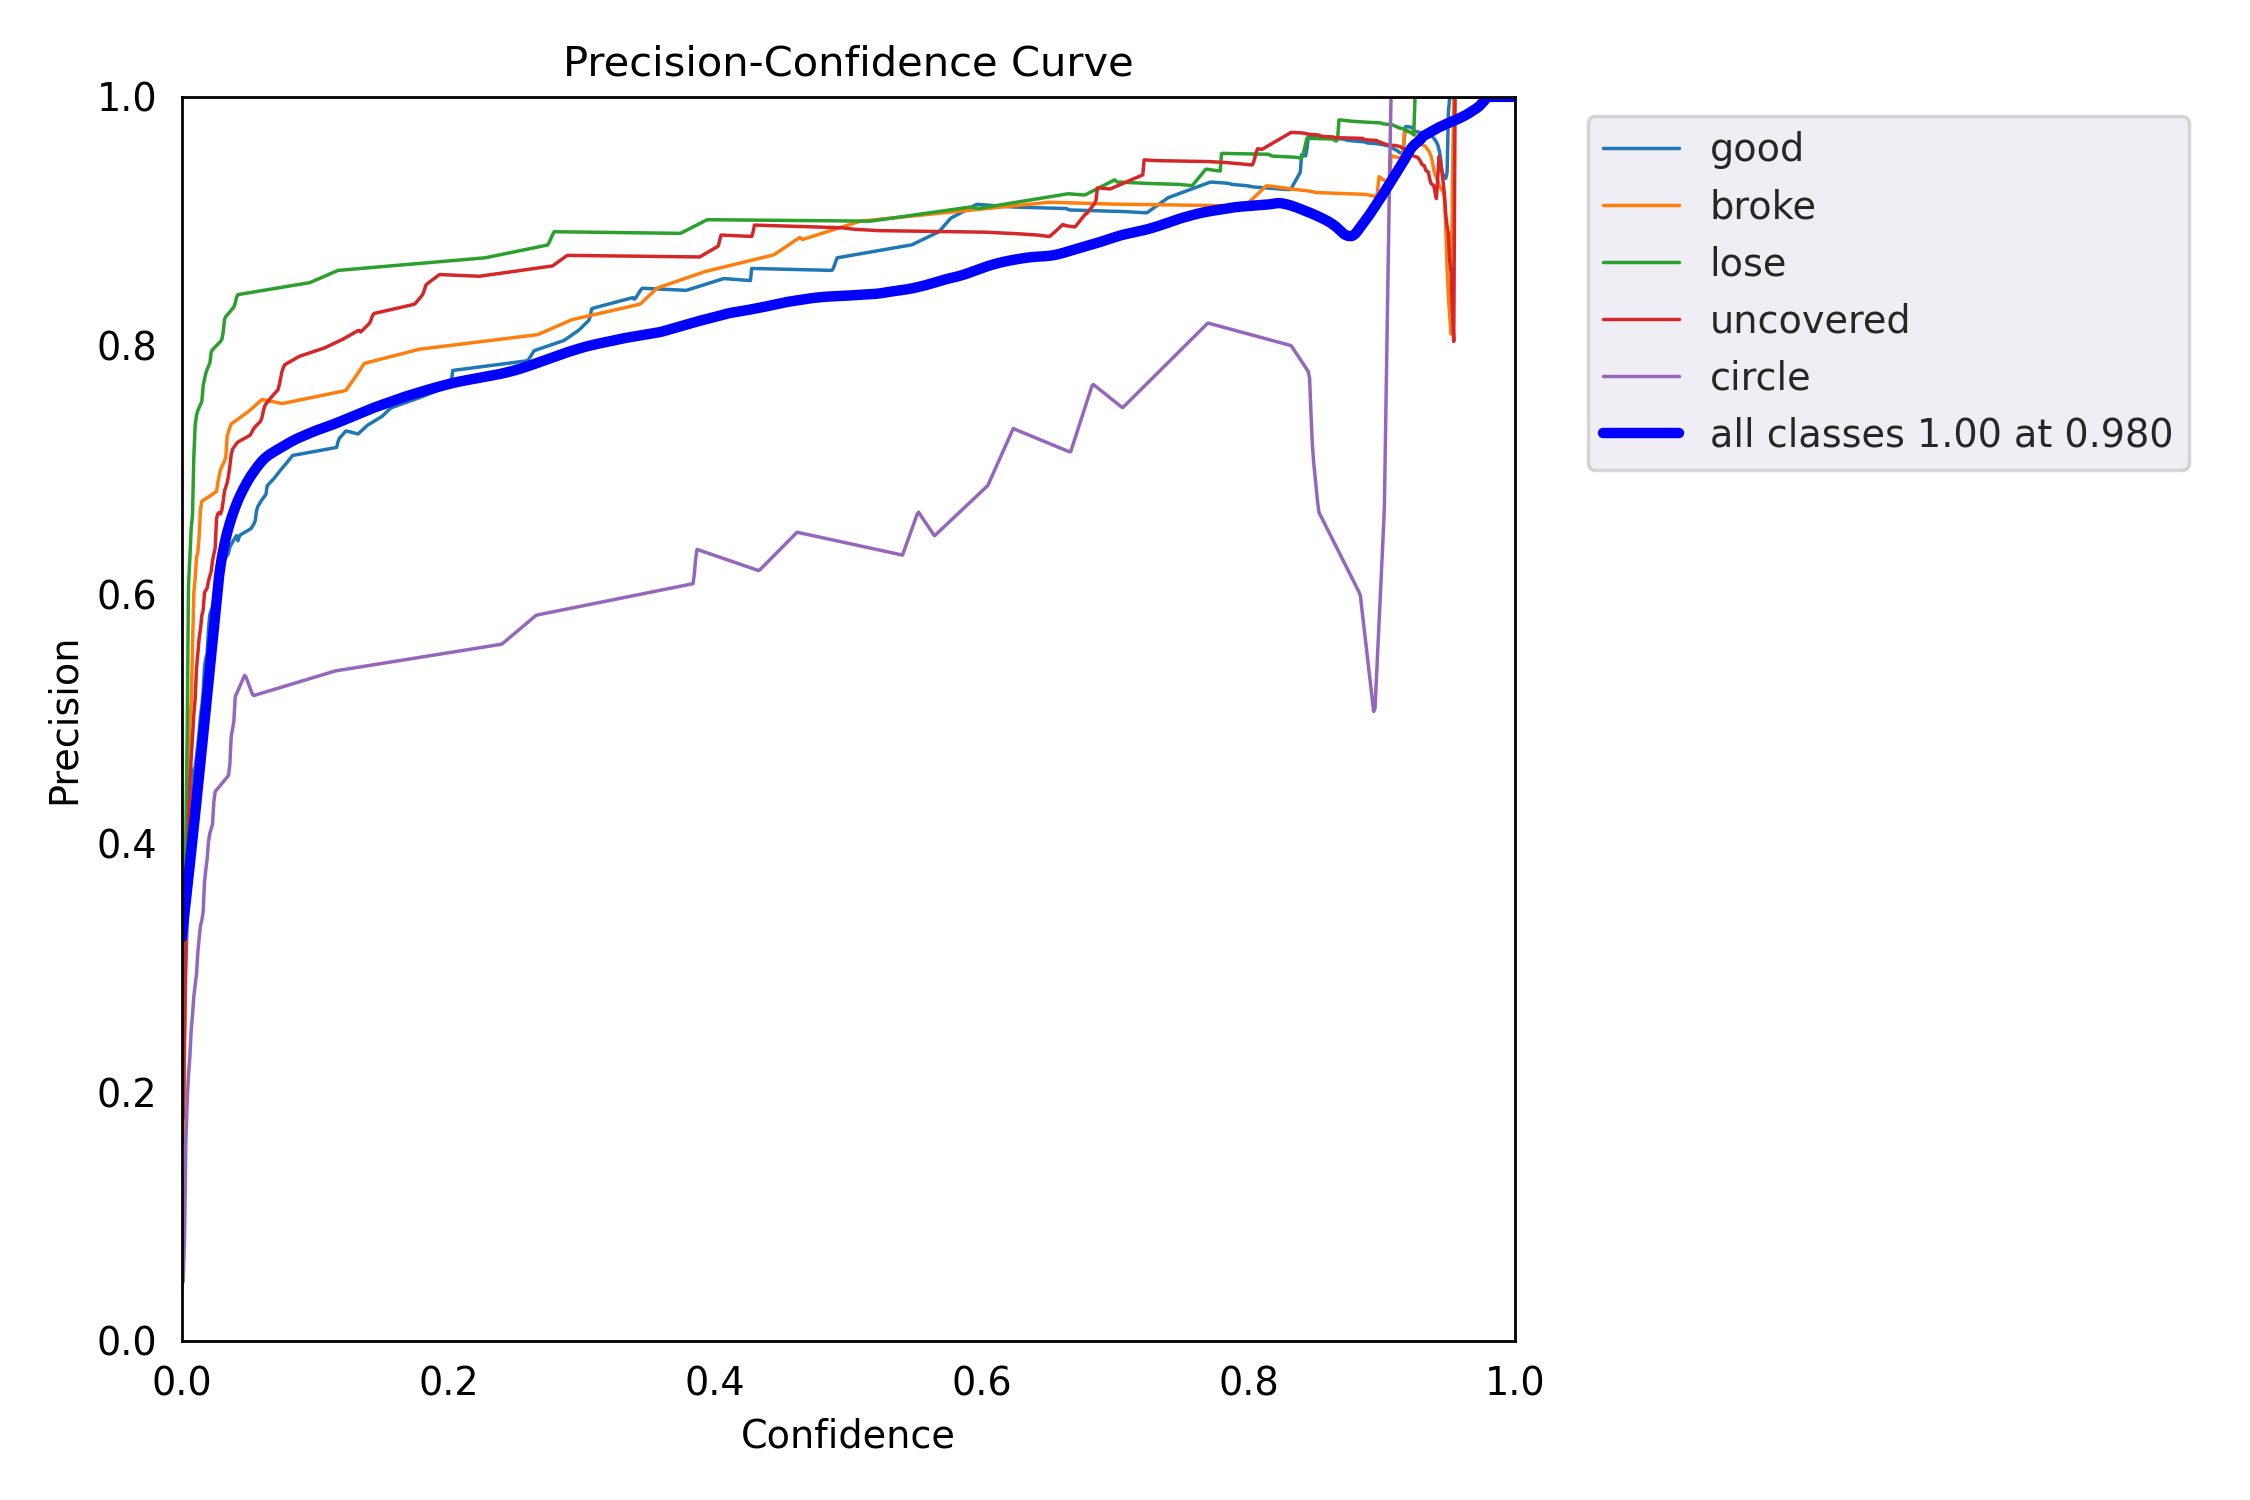 Precision-Confidence Curve
1.0
0.8
0.6
0.4
0.2
0.0
Precision
0.0 0.2 0.4 0.6 0.8 1.0
Confidence
good
broke
lose
uncovered
circle
all classes 1.00 at 0.980